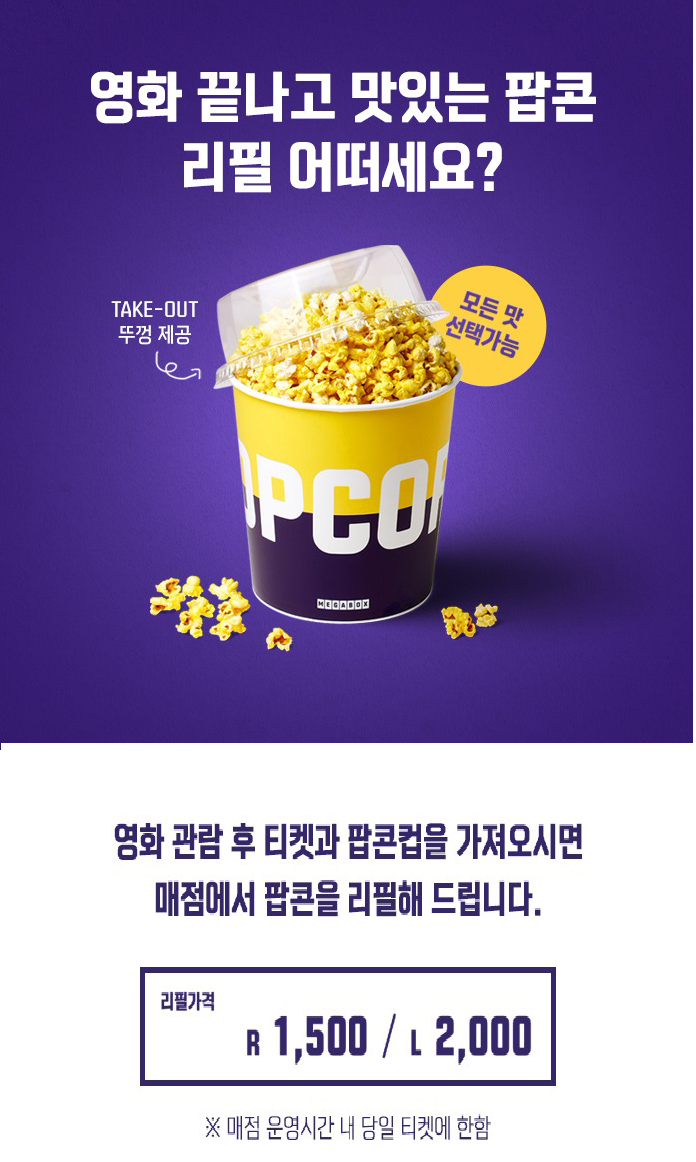 영화 끝나고 맛있는 팝콘
리필 어떠세요?
TAKE-OUT
뚜껑 제공
모든 맛
선택가능
OPCOR
MEGABOX
영화 관람 후 티켓과 팝콘컵을 가져오시면
매점에서 팝콘을 리필해 드립니다.
리필가격
R 1,500 / L 2,000
※ 매점 운영시간 내 당일 티켓에 한함